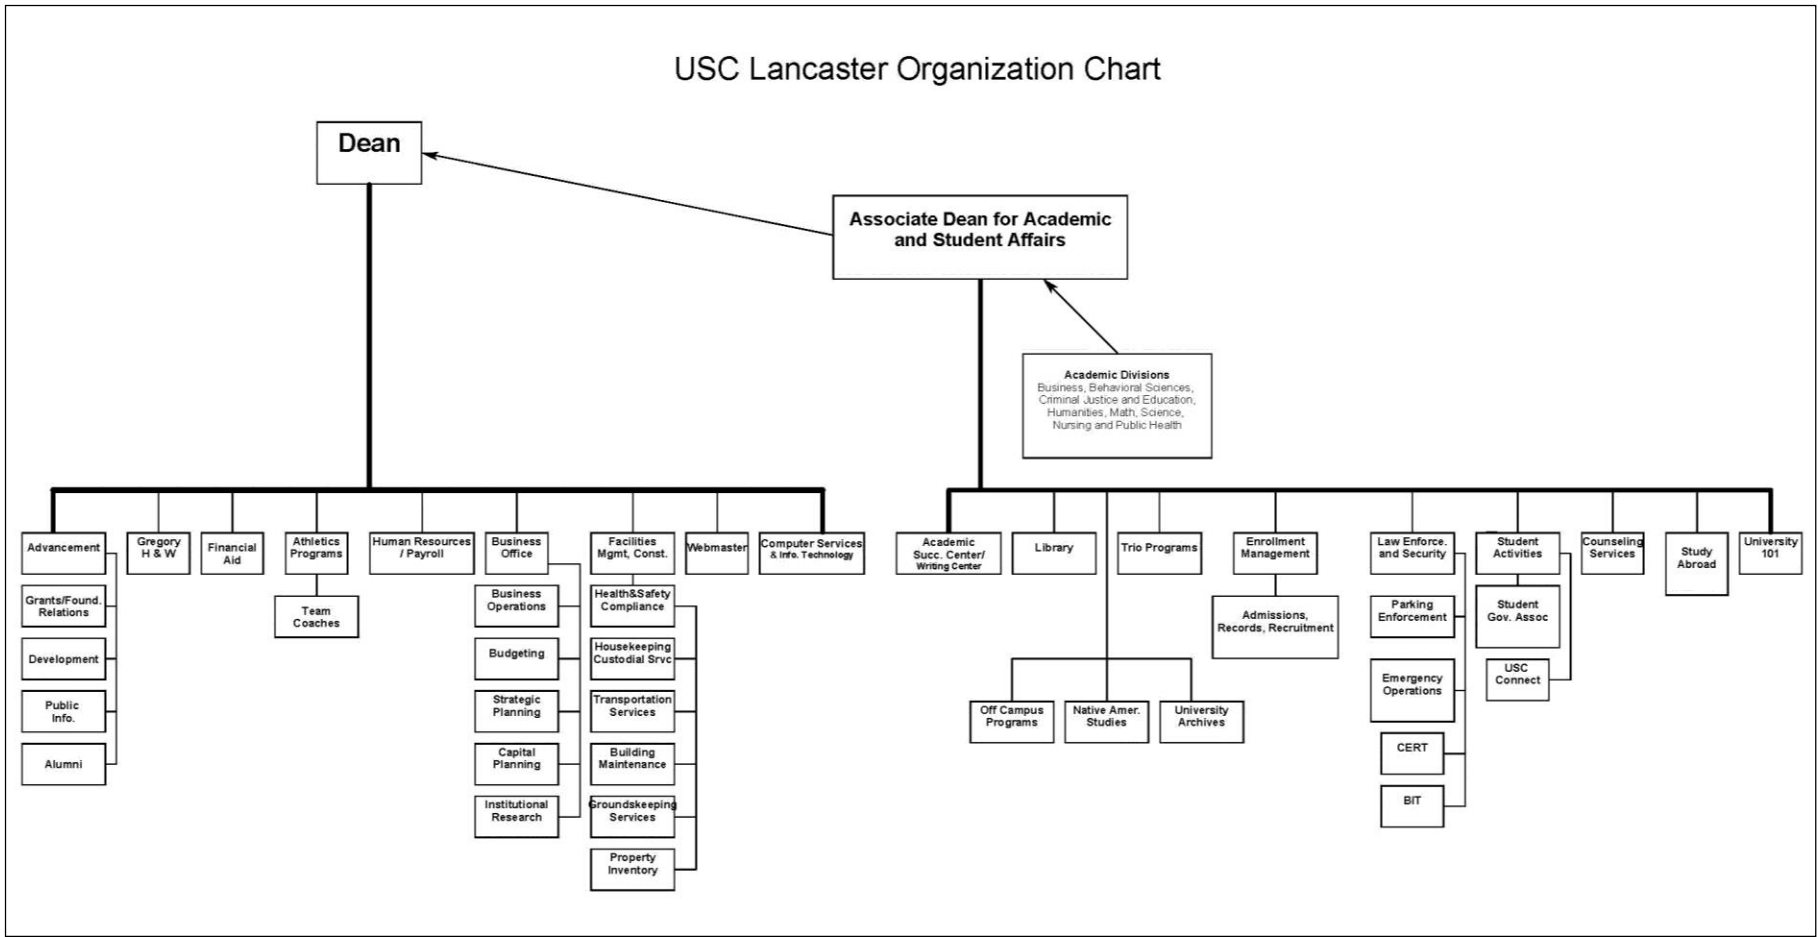 USC Lancaster Organization Chart
Dean
Associate Dean for Academic
and Student Affairs
Academic Divisions
Business, Behavioral Sciences,
Criminal Justice and Education,
Humanities, Math, Science,
Nursing and Public Health
Advancement
Grants/Found.
Relations
Development
Public
Info.
Alumni
Gregory
H & W
Financial
Aid
Athletics
Programs
Team
Coaches
Human Resources
/ Payroll
Business
Office
Business
Operations
Budgeting
Strategic
Planning
Capital
Planning
Institutional
Research
Facilities
Mgmt, Const.
Health&Safety
Compliance
Housekeeping
Custodial Srvc
Transportation
Services
Building
Maintenance
Groundskeeping
Services
Property
Inventory
Webmaster
Computer Services
& Info. Technology
Academic
Succ. Center/
Writing Center
Library
Off Campus
Programs
Native Amer.
Studies
University
Archives
Trio Programs
Enrollment
Management
Admissions,
Records, Recruitment
Law Enforce.
and Security
Parking
Enforcement
Emergency
Operations
CERT
BIT
Student
Activities
Student
Gov. Assoc
USC
Connect
Counseling
Services
Study
Abroad
University
101